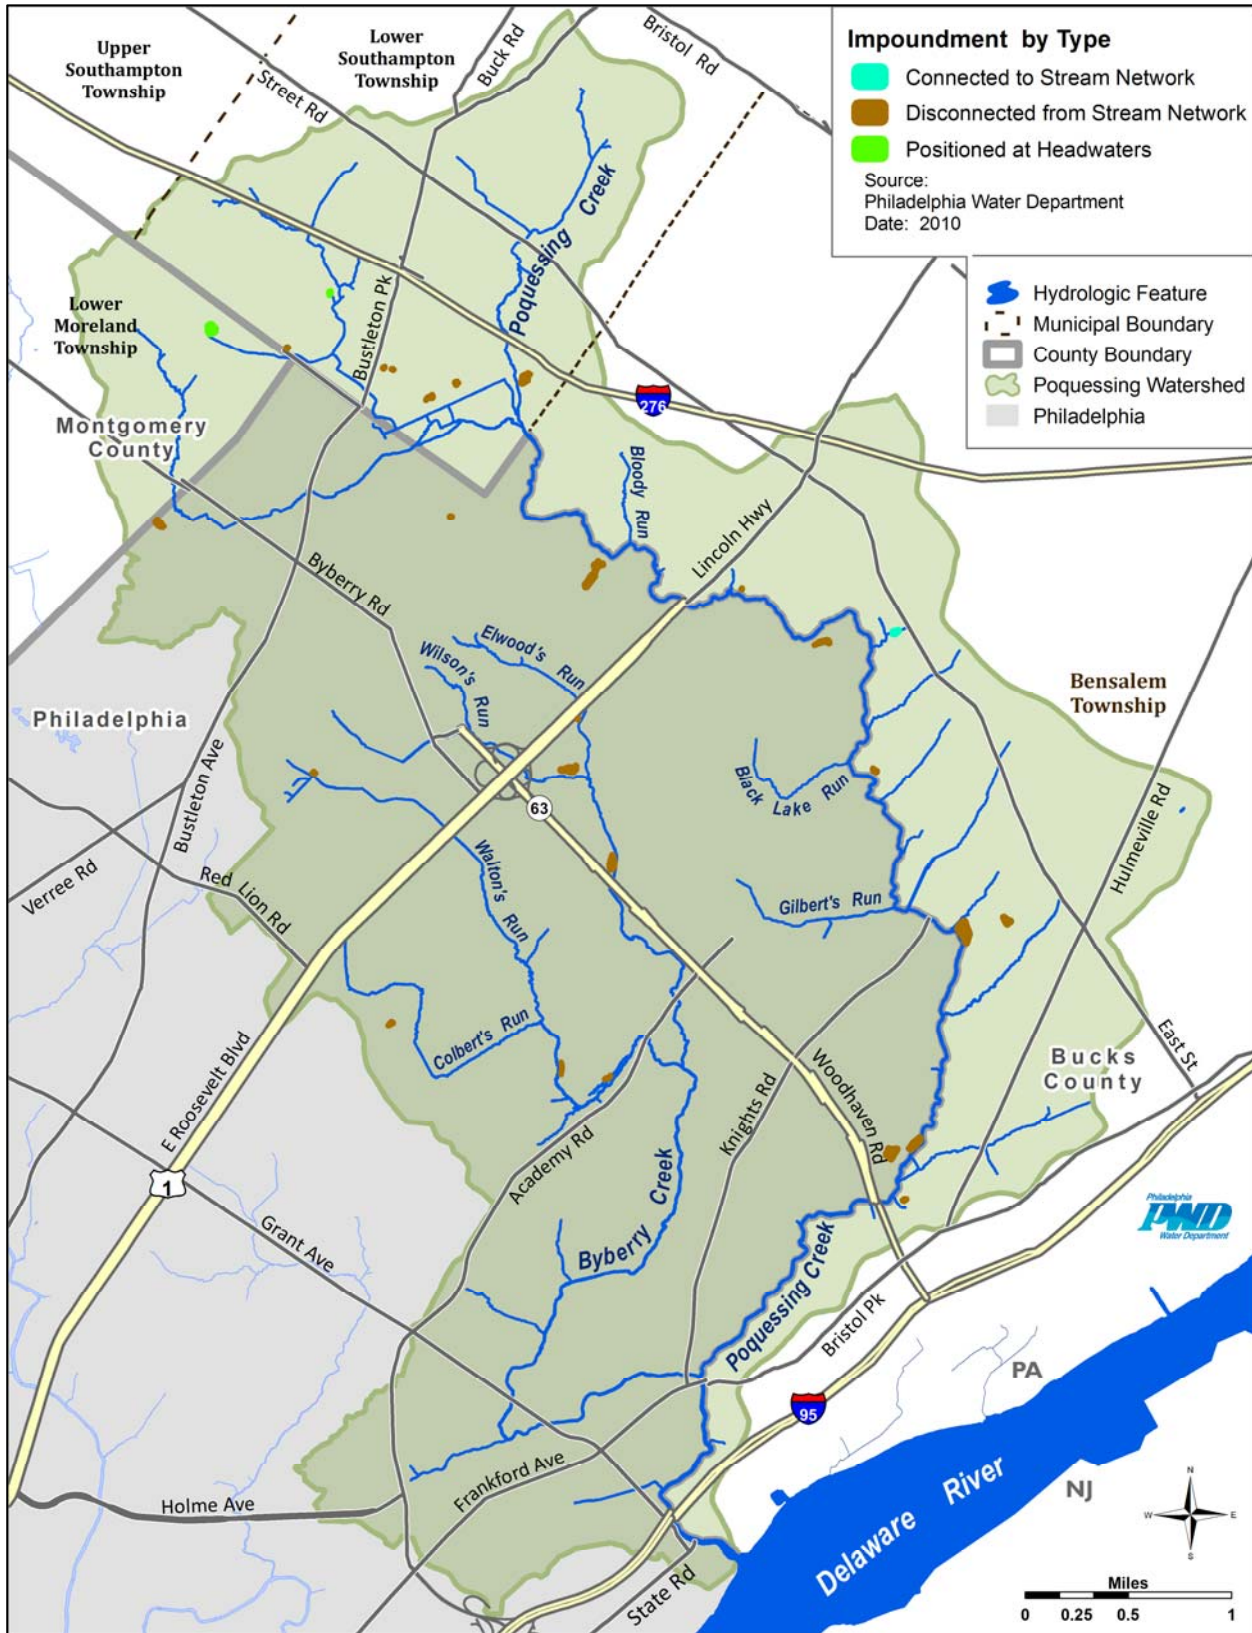 Upper
Southampton
Township
Lower
Southampton
Township
Buck Rd
Bristol Rd
Street Rd
Impoundment by Type
Connected to Stream Network
Disconnected from Stream Network
Positioned at Headwaters
Source:
Philadelphia Water Department
Date: 2010
Hydrologic Feature
Municipal Boundary
County Boundary
Poquessing Watershed
Philadelphia
Poquessing Creek
Bustleton Pk
Lower
Moreland
Township
276
Montgomery
County
Bloody Run
Lincoln Hwy
Byberry Rd
Elwood's Run
Wilson's Run
Bensalem
Township
Philadelphia
Bustleton Ave
Black Lake Run
63
Hulmeville Rd
Verree Rd
Red Lion Rd
Walton's Run
Gilbert's Run
Colbert's Run
E Roosevelt Blvd
East St
Bucks
County
Woodhaven Rd
Knights Rd
Academy Rd
1
Grant Ave
Byberry Creek
Philadelphia
PWD
Water Department
Poquessing Creek
Bristol Pk
PA
95
NJ
Frankford Ave
Holme Ave
Delaware River
State Rd
N
W
E
S
Miles
0 0.25 0.5 1